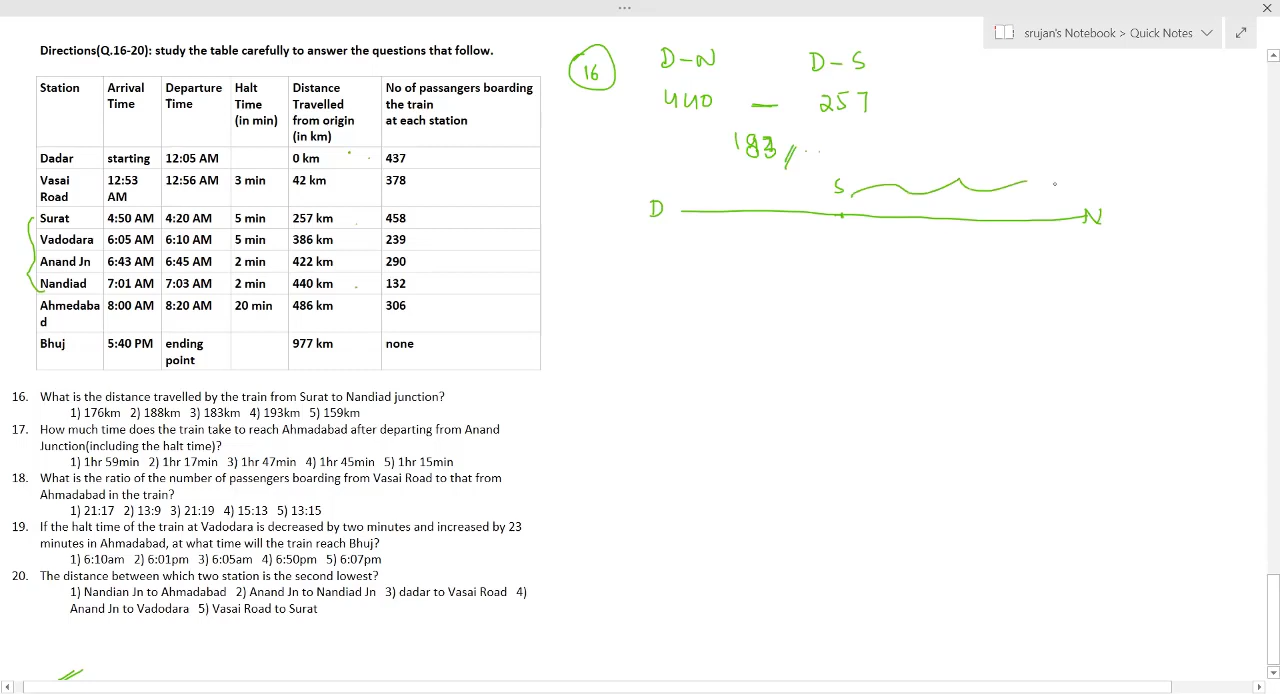 srujan's Notebook > Quick Notes
Directions(Q.16-20): study the table carefully to answer the questions that follow.
Station Arrival Time Departure Time Halt Time (in min) Distance Travelled from origin (in km) No of passangers boarding the train at each station
Dadar starting 12:05 AM 0 km 437
Vasai Road 12:53 AM 12:56 AM 3 min 42 km 378
Surat 4:50 AM 4:20 AM 5 min 257 km 458
Vadodara 6:05 AM 6:10 AM 5 min 386 km 239
Anand Jn 6:43 AM 6:45 AM 2 min 422 km 290
Nandiad 7:01 AM 7:03 AM 2 min 440 km 132
Ahmedabad 8:00 AM 8:20 AM 20 min 486 km 306
Bhuj 5:40 PM ending point 977 km none
16. What is the distance travelled by the train from Surat to Nandiad junction?
1) 176km 2) 188km 3) 183km 4) 193km 5) 159km
17. How much time does the train take to reach Ahmadabad after departing from Anand
Junction(including the halt time)?
1) 1hr 59min 2) 1hr 17min 3) 1hr 47min 4) 1hr 45min 5) 1hr 15min
18. What is the ratio of the number of passengers boarding from Vasai Road to that from
Ahmadabad in the train?
1) 21:17 2) 13:9 3) 21:19 4) 15:13 5) 13:15
19. If the halt time of the train at Vadodara is decreased by two minutes and increased by 23
minutes in Ahmadabad, at what time will the train reach Bhuj?
1) 6:10am 2) 6:01pm 3) 6:05am 4) 6:50pm 5) 6:07pm
20. The distance between which two station is the second lowest?
1) Nandian Jn to Ahmadabad 2) Anand Jn to Nandiad Jn 3) dadar to Vasai Road 4)
Anand Jn to Vadodara 5) Vasai Road to Surat
16
D-N D-S
440 — 257
183
S
D N